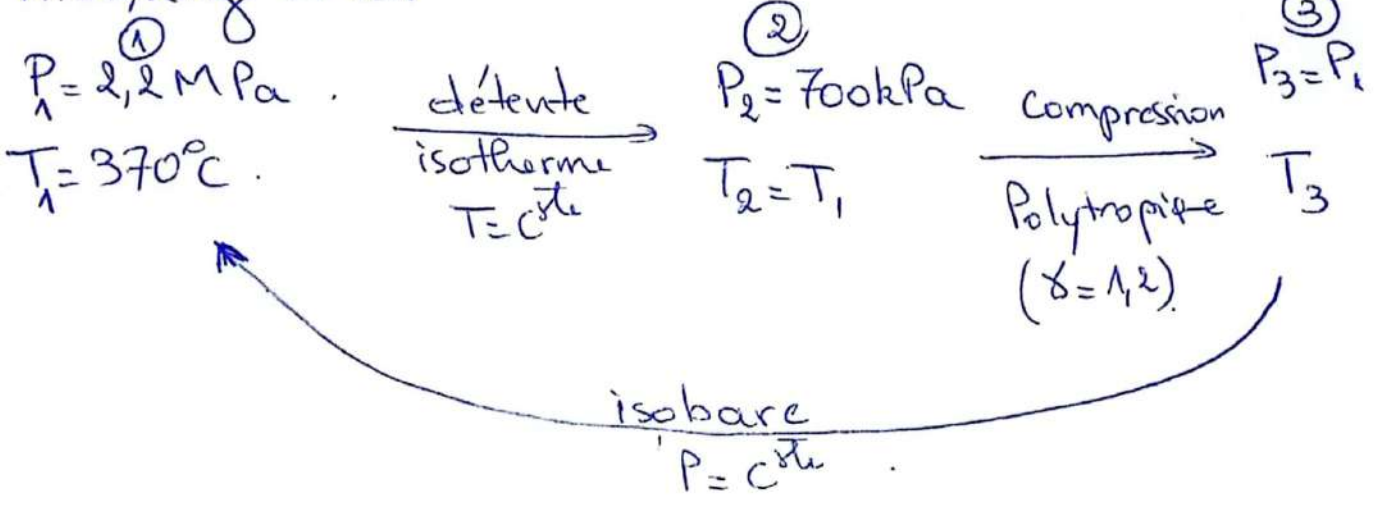 ① ② ③
P₁ = 2,2 MPa . détente P₂ = 700kPa Compression P₃ = P₁
T₁ = 370°C . isotherme T₂ = T₁ Polytropique T₃
T = Cste (γ = 1,2).
isobare
P = Cste .